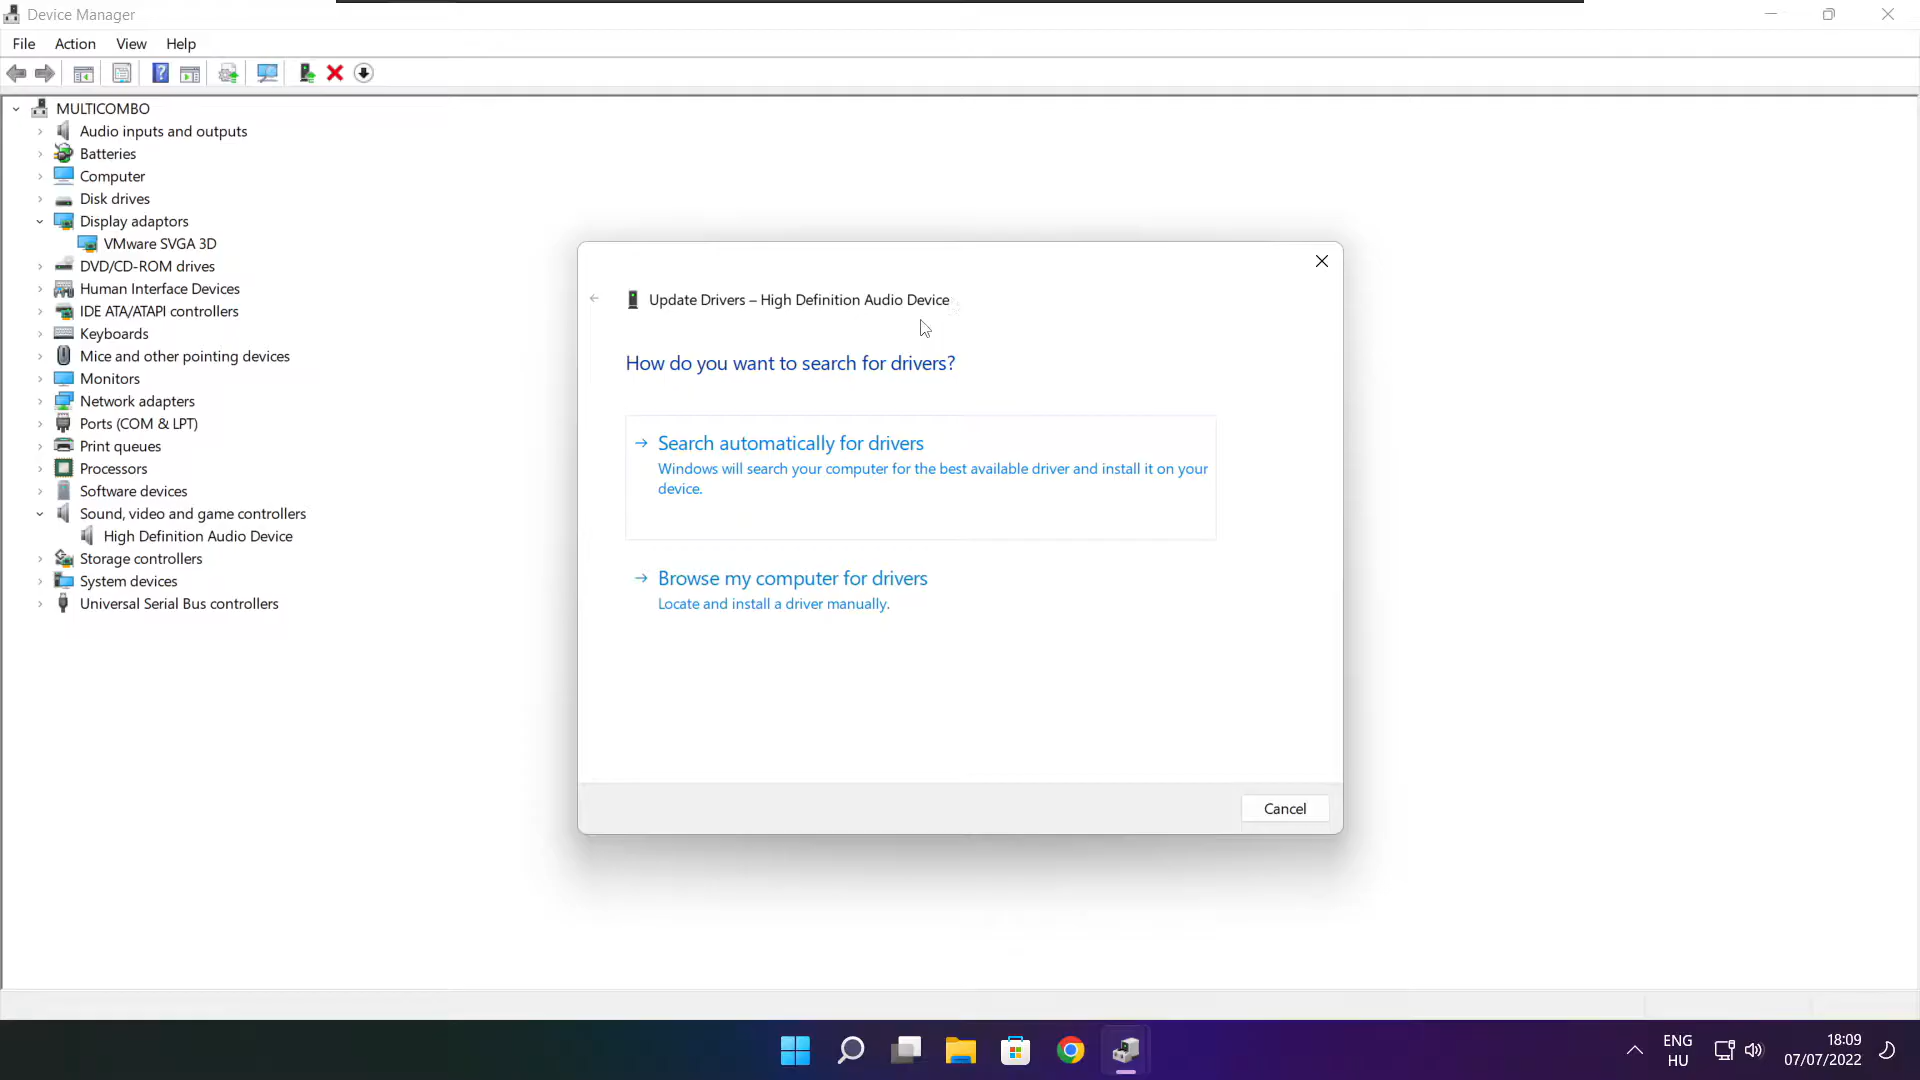 Device Manager
File Action View Help
MULTICOMBO
Audio inputs and outputs
Batteries
Computer
Disk drives
Display adaptors
VMware SVGA 3D
DVD/CD-ROM drives
Human Interface Devices
IDE ATA/ATAPI controllers
Keyboards
Mice and other pointing devices
Monitors
Network adapters
Ports (COM & LPT)
Print queues
Processors
Software devices
Sound, video and game controllers
High Definition Audio Device
Storage controllers
System devices
Universal Serial Bus controllers
Update Drivers – High Definition Audio Device
How do you want to search for drivers?
Search automatically for drivers
Windows will search your computer for the best available driver and install it on your
device.
Browse my computer for drivers
Locate and install a driver manually.
Cancel
ENG
HU
18:09
07/07/2022